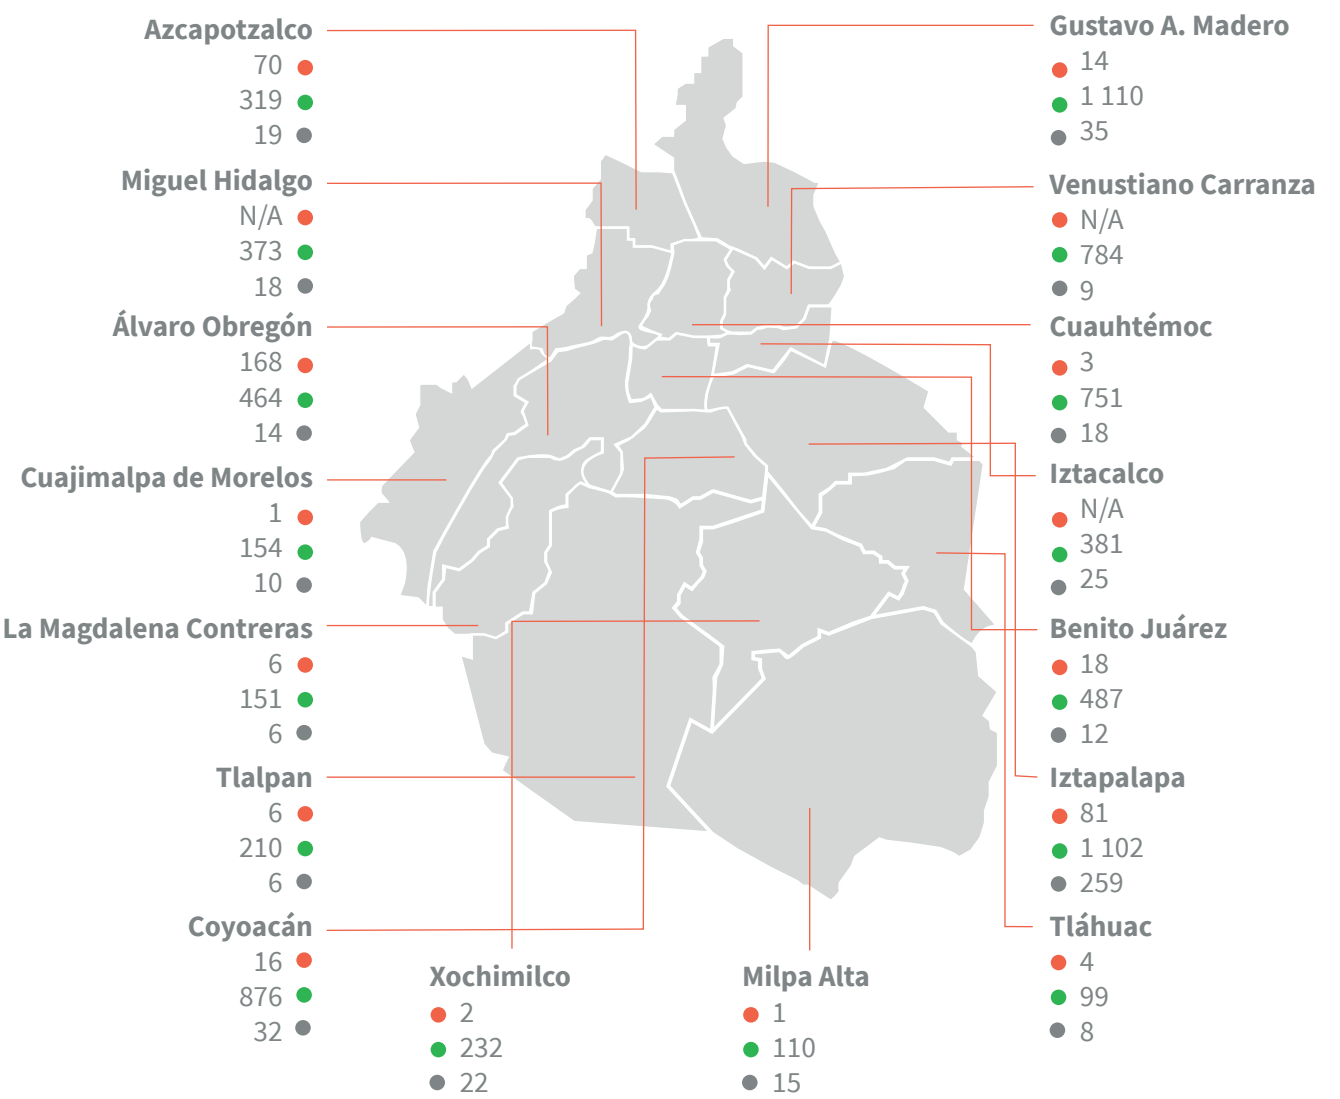 Azcapotzalco
70
319
19
Miguel Hidalgo
N/A
373
18
Álvaro Obregón
168
464
14
Cuajimalpa de Morelos
1
154
10
La Magdalena Contreras
6
151
6
Tlalpan
6
210
6
Coyoacán
16
876
32
Xochimilco
2
232
22
Milpa Alta
1
110
15
Gustavo A. Madero
14
1 110
35
Venustiano Carranza
N/A
784
9
Cuauhtémoc
3
751
18
Iztacalco
N/A
381
25
Benito Juárez
18
487
12
Iztapalapa
81
1 102
259
Tláhuac
4
99
8